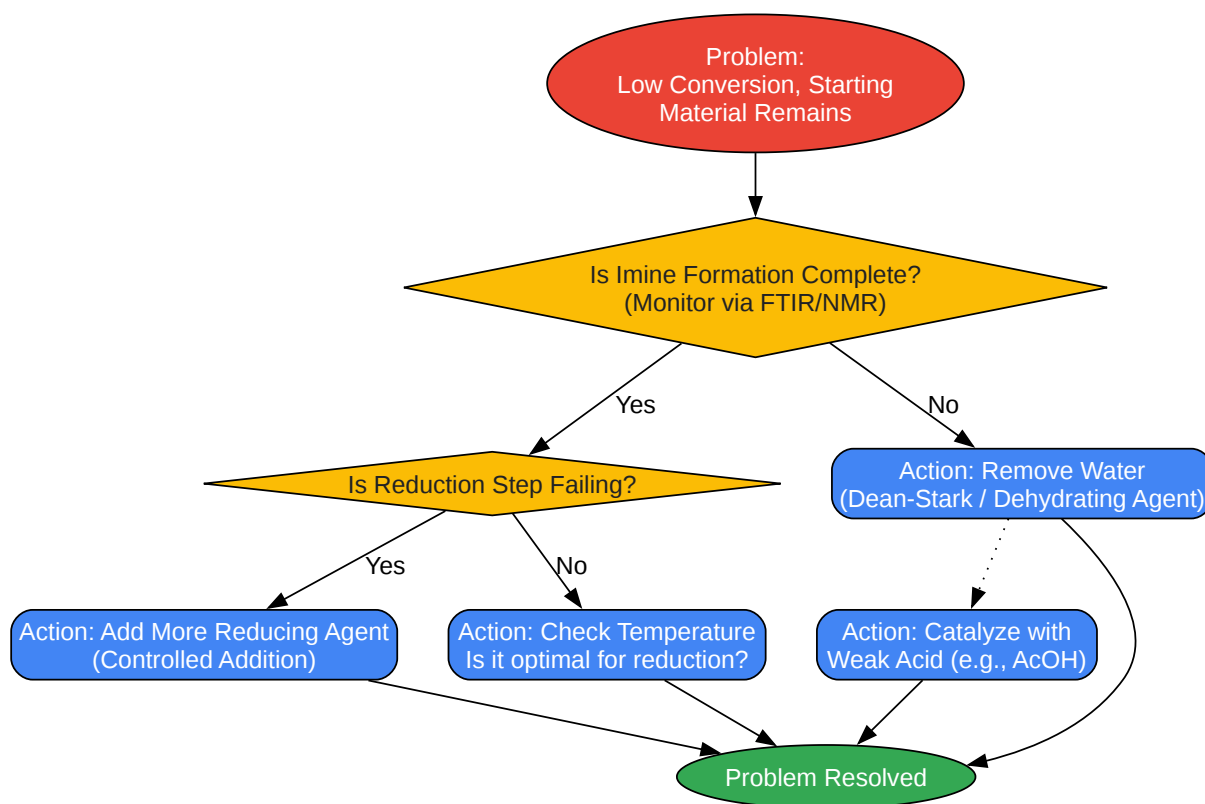 Problem:
Low Conversion, Starting
Material Remains
Is Imine Formation Complete?
(Monitor via FTIR/NMR)
Yes
No
Is Reduction Step Failing?
Action: Remove Water
(Dean-Stark / Dehydrating Agent)
Yes
No
Action: Add More Reducing Agent
(Controlled Addition)
Action: Check Temperature
Is it optimal for reduction?
Action: Catalyze with
Weak Acid (e.g., AcOH)
Problem Resolved